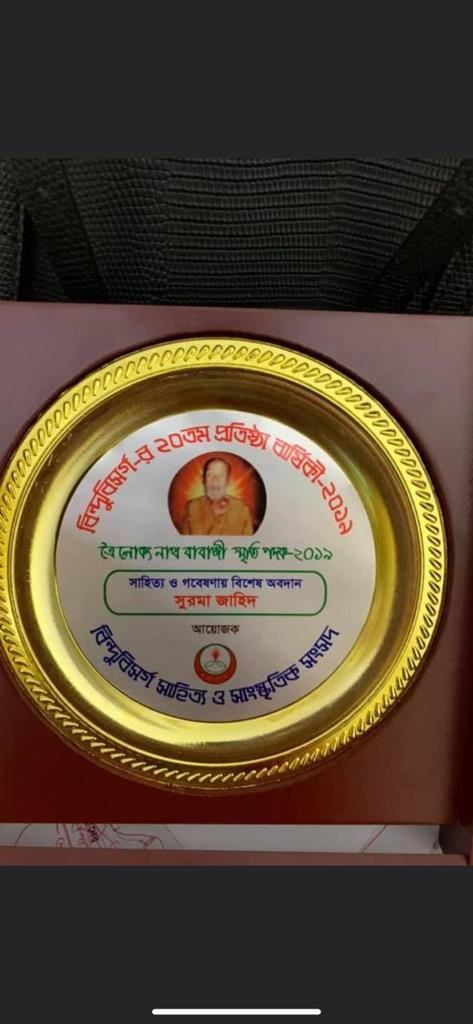 বিন্দুবিসর্গ-র ২০তম প্রতিষ্ঠা বার্ষিকী-২০১৯
ত্রৈলোক্য নাথ বাবাজী স্মৃতি পদক-২০১৯
সাহিত্য ও গবেষণায় বিশেষ অবদান
সুরমা জাহিদ
আয়োজক
বিন্দুবিসর্গ সাহিত্য ও সাংস্কৃতিক সংসদ